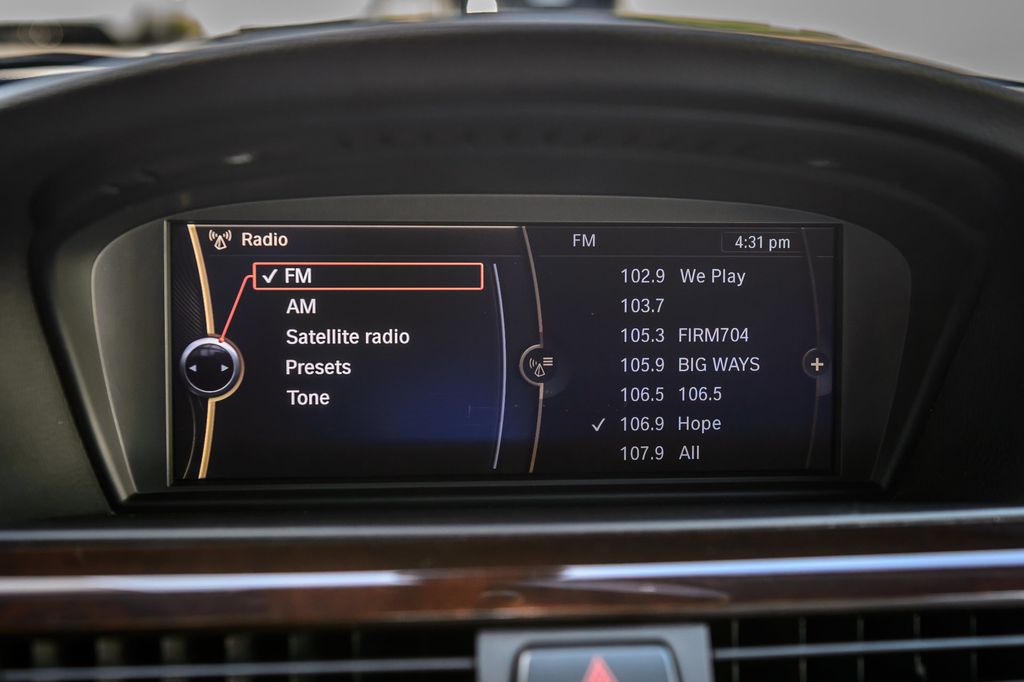 Radio
✓ FM
AM
Satellite radio
Presets
Tone
FM 4:31 pm
102.9 We Play
103.7
105.3 FIRM704
105.9 BIG WAYS
106.5 106.5
✓ 106.9 Hope
107.9 All
+